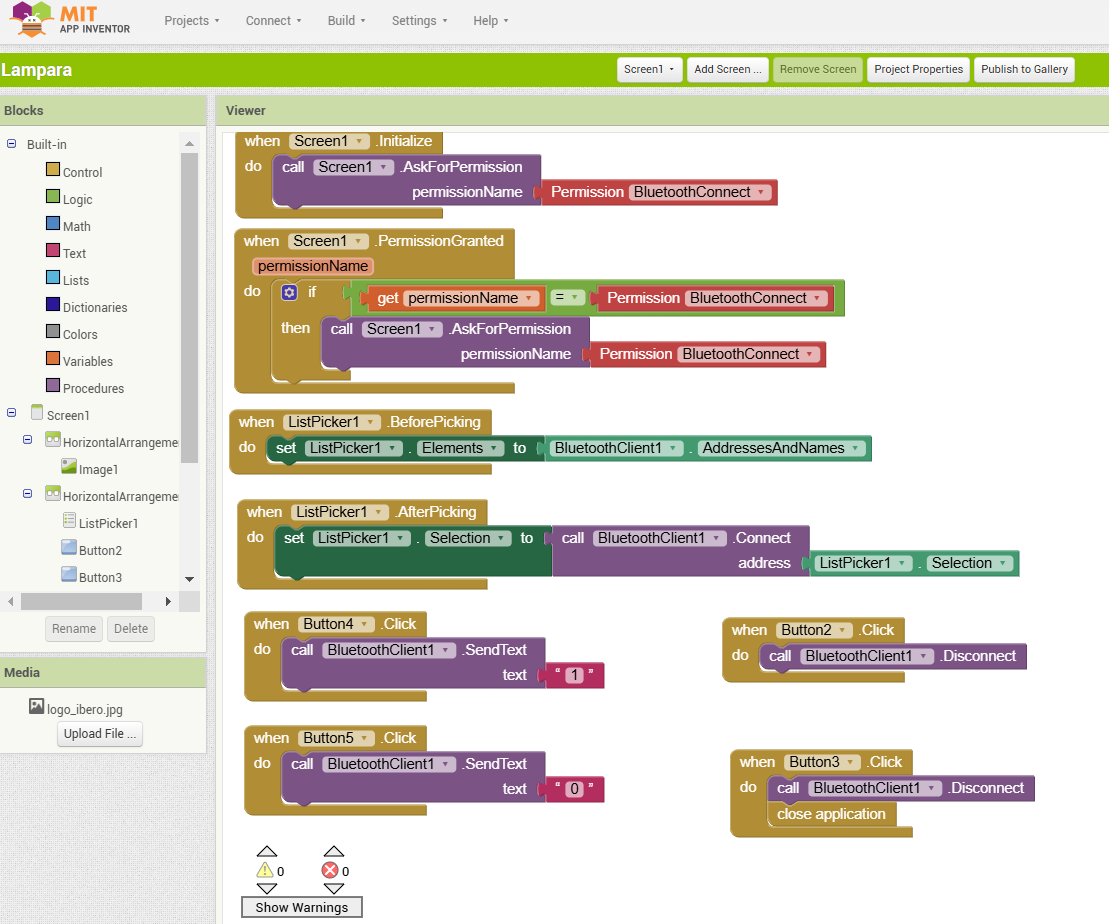 MIT
APP INVENTOR
Projects Connect Build Settings Help
Lampara
Screen1 Add Screen ... Remove Screen Project Properties Publish to Gallery
Blocks
Viewer
Built-in
Control
Logic
Math
Text
Lists
Dictionaries
Colors
Variables
Procedures
Screen1
HorizontalArrangeme
Image1
HorizontalArrangeme
ListPicker1
Button2
Button3
Rename Delete
Media
logo_ibero.jpg
Upload File ...
when Screen1 .Initialize
do call Screen1 .AskForPermission
permissionName Permission BluetoothConnect
when Screen1 .PermissionGranted
permissionName
do if get permissionName = Permission BluetoothConnect
then call Screen1 .AskForPermission
permissionName Permission BluetoothConnect
when ListPicker1 .BeforePicking
do set ListPicker1 . Elements to BluetoothClient1 . AddressesAndNames
when ListPicker1 .AfterPicking
do set ListPicker1 . Selection to call BluetoothClient1 .Connect
address ListPicker1 . Selection
when Button4 .Click
do call BluetoothClient1 .SendText
text “ 1 ”
when Button2 .Click
do call BluetoothClient1 .Disconnect
when Button5 .Click
do call BluetoothClient1 .SendText
text “ 0 ”
when Button3 .Click
do call BluetoothClient1 .Disconnect
close application
0 0
Show Warnings